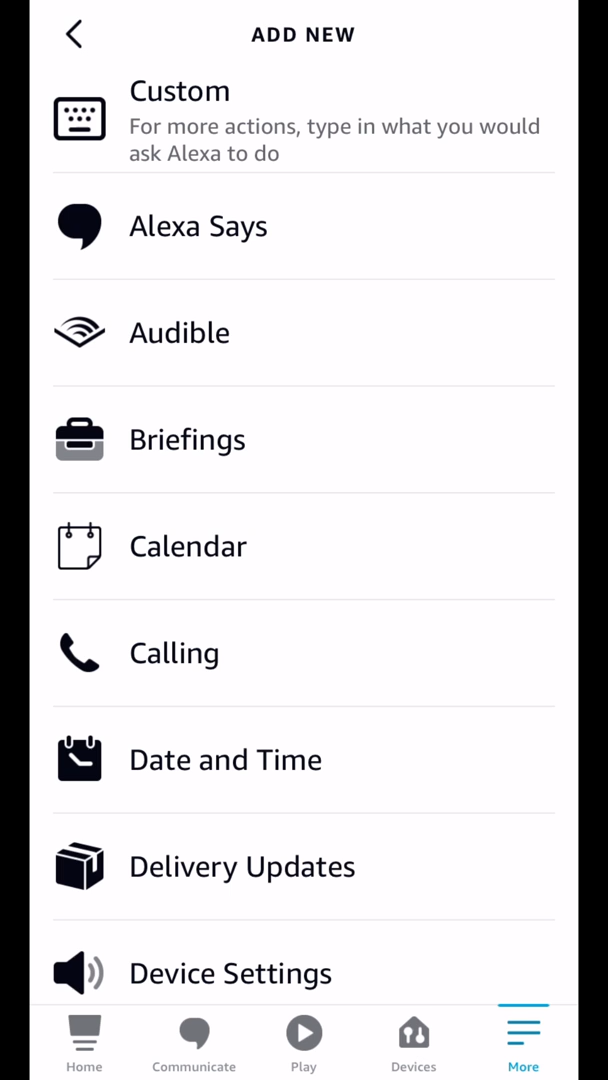 ADD NEW
Custom
For more actions, type in what you would
ask Alexa to do
Alexa Says
Audible
Briefings
Calendar
Calling
Date and Time
Delivery Updates
Device Settings
Home
Communicate
Play
Devices
More